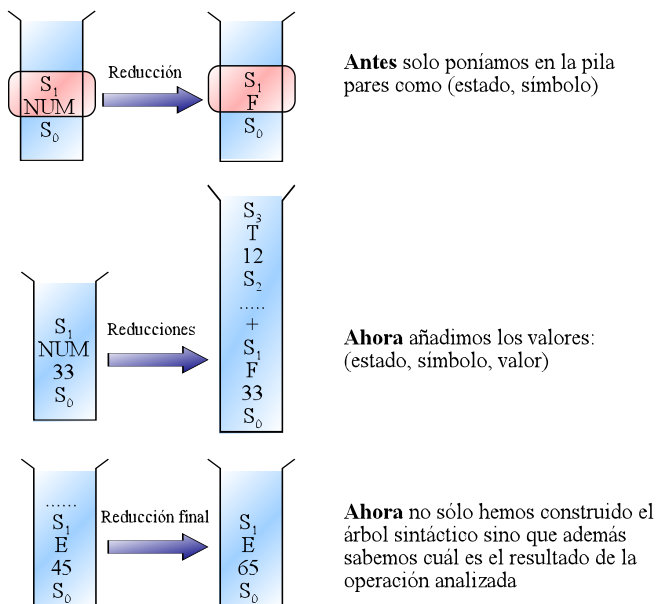 S1
NUM
S0
Reducción
S1
F
S0
Antes solo poníamos en la pila
pares como (estado, símbolo)
S1
NUM
33
S0
Reducciones
S3
T
12
S2
.....
+
S1
F
33
S0
Ahora añadimos los valores:
(estado, símbolo, valor)
......
S1
E
45
S0
Reducción final
S1
E
65
S0
Ahora no sólo hemos construido el
árbol sintáctico sino que además
sabemos cuál es el resultado de la
operación analizada